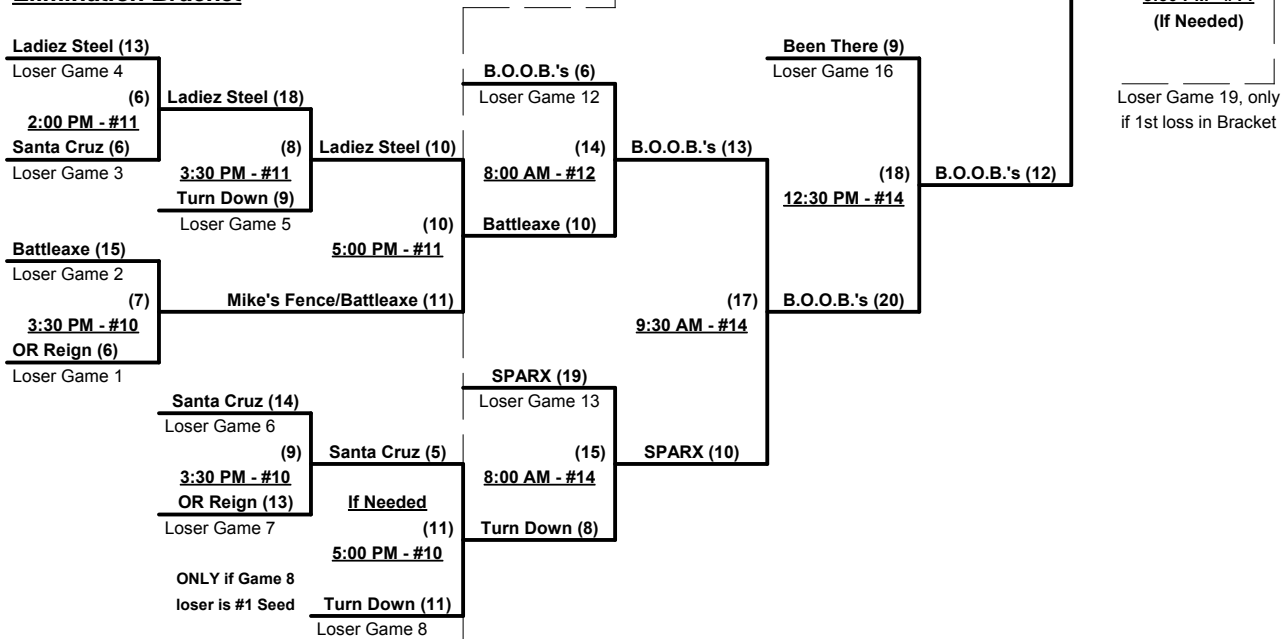 Ladiez Steel (13)
Loser Game 4
(6)
2:00 PM - #11
Santa Cruz (6)
Loser Game 3
Ladiez Steel (18)
(8)
3:30 PM - #11
Turn Down (9)
Loser Game 5
Battleaxe (15)
Loser Game 2
(7)
3:30 PM - #10
OR Reign (6)
Loser Game 1
Ladiez Steel (10)
(10)
5:00 PM - #11
Mike's Fence/Battleaxe (11)
Santa Cruz (14)
Loser Game 6
(9)
3:30 PM - #10
OR Reign (13)
Loser Game 7
Santa Cruz (5)
If Needed
(11)
5:00 PM - #10
ONLY if Game 8
loser is #1 Seed
Turn Down (11)
Loser Game 8
B.O.O.B.'s (6)
Loser Game 12
(14)
8:00 AM - #12
Battleaxe (10)
SPARX (19)
Loser Game 13
(15)
8:00 AM - #14
Turn Down (8)
B.O.O.B.'s (13)
(17)
9:30 AM - #14
SPARX (10)
Been There (9)
Loser Game 16
(18)
12:30 PM - #14
B.O.O.B.'s (20)
B.O.O.B.'s (12)
(If Needed)
Loser Game 19, only
if 1st loss in Bracket